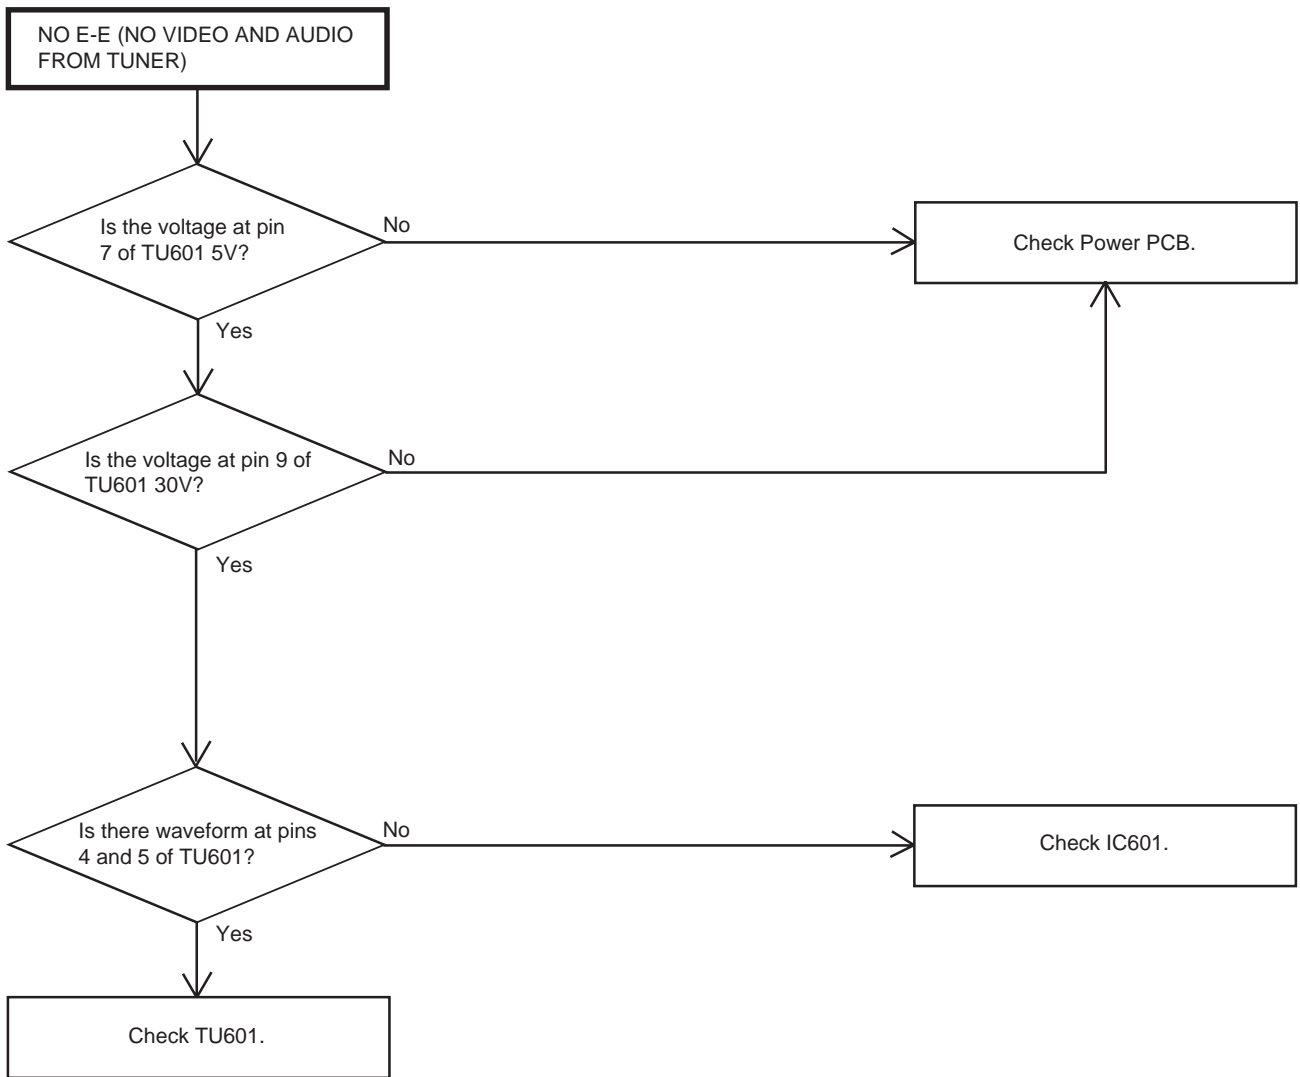 NO E-E (NO VIDEO AND AUDIO
FROM TUNER)
Is the voltage at pin
7 of TU601 5V?
No
Check Power PCB.
Yes
Is the voltage at pin 9 of
TU601 30V?
No
Yes
Is there waveform at pins
4 and 5 of TU601?
No
Check IC601.
Yes
Check TU601.